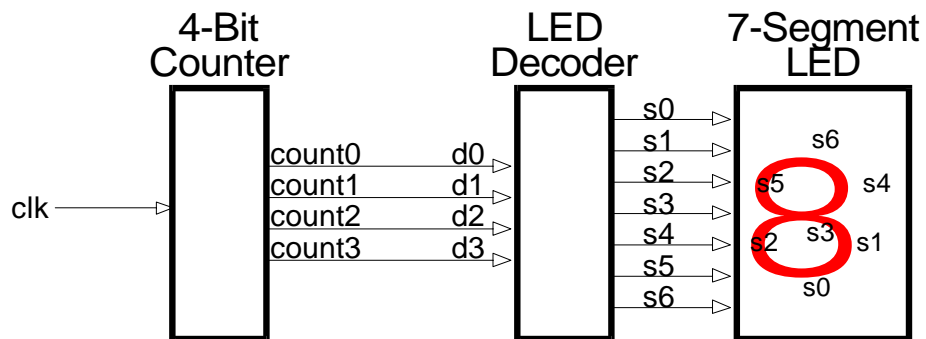 4-Bit
Counter
LED
Decoder
7-Segment
LED
clk
count0
count1
count2
count3
d0
d1
d2
d3
s0
s1
s2
s3
s4
s5
s6
s6
s5
s4
s3
s2
s1
s0